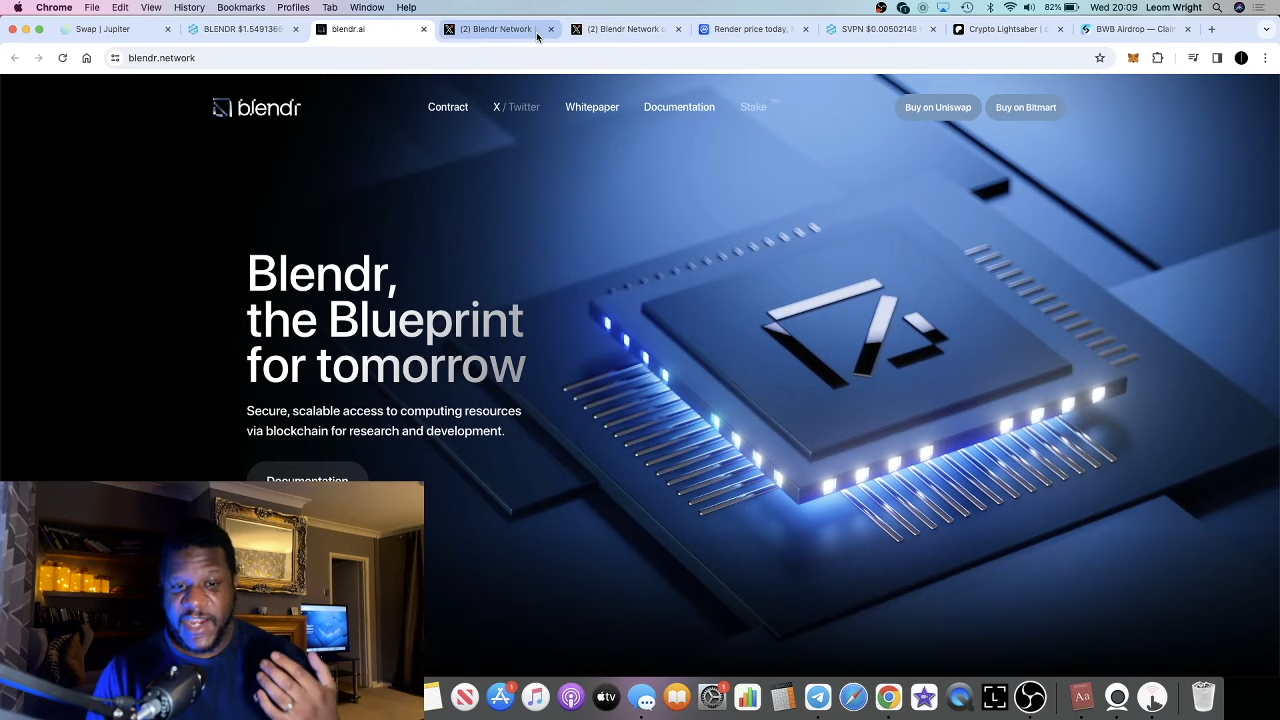 Chrome File Edit View History Bookmarks Profiles Tab Window Help 82% Wed 20:09 Leom Wright
Swap | Jupiter BLENDR $1.5491366 blendr.ai (2) Blendr Network (2) Blendr Network o Render price today, SVPN $0.00502148 Crypto Lightsaber | c BWB Airdrop — Clai
blendr.network
blendr Contract X / Twitter Whitepaper Documentation Stake Buy on Uniswap Buy on Bitmart
Blendr,
the Blueprint
for tomorrow
Secure, scalable access to computing resources
via blockchain for research and development.
Documentation
tv
Aa